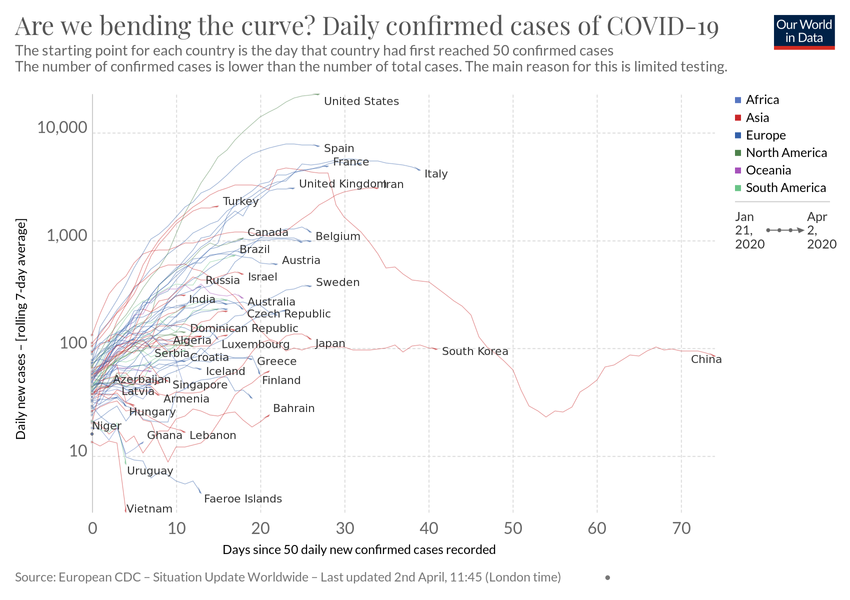 Are we bending the curve? Daily confirmed cases of COVID-19
Our World
in Data
The starting point for each country is the day that country had first reached 50 confirmed cases
The number of confirmed cases is lower than the number of total cases. The main reason for this is limited testing.
Africa
Asia
Europe
North America
Oceania
South America
Jan
21,
2020
Apr
2,
2020
Daily new cases – [rolling 7-day average]
10,000
1,000
100
10
United States
Spain
France
Italy
United Kingdom
Iran
Turkey
Canada
Belgium
Brazil
Austria
Russia
Israel
Sweden
India
Australia
Czech Republic
Dominican Republic
Algeria
Luxembourg
Japan
South Korea
China
Serbia
Croatia
Greece
Iceland
Azerbaijan
Singapore
Finland
Latvia
Armenia
Hungary
Bahrain
Niger
Ghana
Lebanon
Uruguay
Faeroe Islands
Vietnam
0
10
20
30
40
50
60
70
Days since 50 daily new confirmed cases recorded
Source: European CDC – Situation Update Worldwide – Last updated 2nd April, 11:45 (London time)